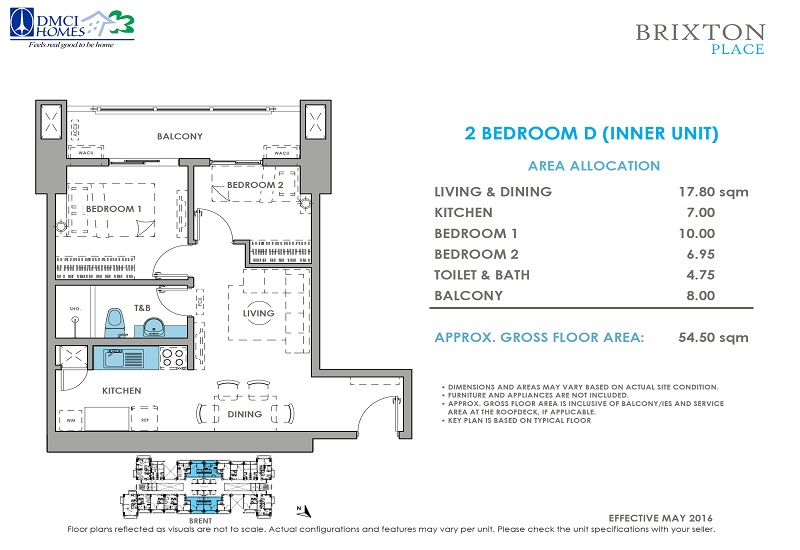 DMCI
HOMES
Feels real good to be home
BRIXTON
PLACE
2 BEDROOM D (INNER UNIT)
AREA ALLOCATION
LIVING & DINING 17.80 sqm
KITCHEN 7.00
BEDROOM 1 10.00
BEDROOM 2 6.95
TOILET & BATH 4.75
BALCONY 8.00
APPROX. GROSS FLOOR AREA: 54.50 sqm
• DIMENSIONS AND AREAS MAY VARY BASED ON ACTUAL SITE CONDITION.
• FURNITURE AND APPLIANCES ARE NOT INCLUDED.
• APPROX. GROSS FLOOR AREA IS INCLUSIVE OF BALCONY/IES AND SERVICE
AREA AT THE ROOFDECK, IF APPLICABLE.
• KEY PLAN IS BASED ON TYPICAL FLOOR
BALCONY
WACU
WACU
BEDROOM 1
BEDROOM 2
SHO.
T&B
LIVING
KITCHEN
WM
REF
DINING
BRENT
N
EFFECTIVE MAY 2016
Floor plans reflected as visuals are not to scale. Actual configurations and features may vary per unit. Please check the unit specifications with your seller.